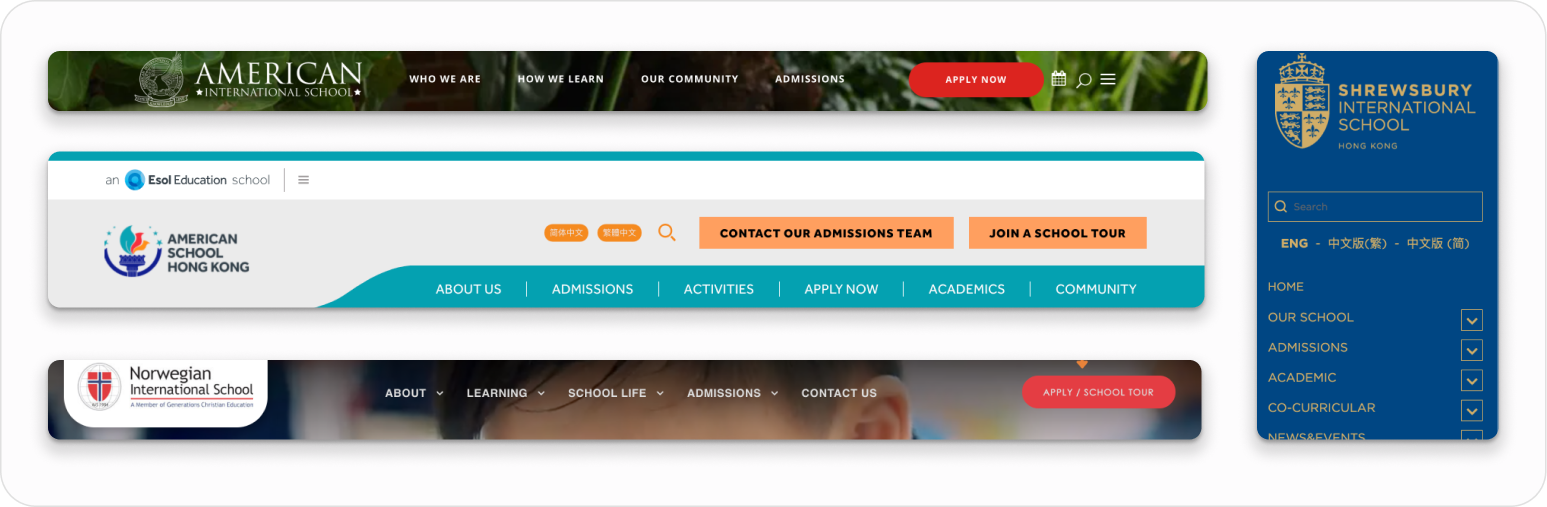 AMERICAN
INTERNATIONAL SCHOOL
WHO WE ARE
HOW WE LEARN
OUR COMMUNITY
ADMISSIONS
APPLY NOW
an Esol Education school
AMERICAN
SCHOOL
HONG KONG
简体中文
繁體中文
CONTACT OUR ADMISSIONS TEAM
JOIN A SCHOOL TOUR
ABOUT US
ADMISSIONS
ACTIVITIES
APPLY NOW
ACADEMICS
COMMUNITY
Norwegian
International School
A Member of Generations Christian Education
ABOUT
LEARNING
SCHOOL LIFE
ADMISSIONS
CONTACT US
APPLY / SCHOOL TOUR
SHREWSBURY
INTERNATIONAL
SCHOOL
HONG KONG
Search
ENG - 中文版(繁) - 中文版 (简)
HOME
OUR SCHOOL
ADMISSIONS
ACADEMIC
CO-CURRICULAR
NEWS&EVENTS